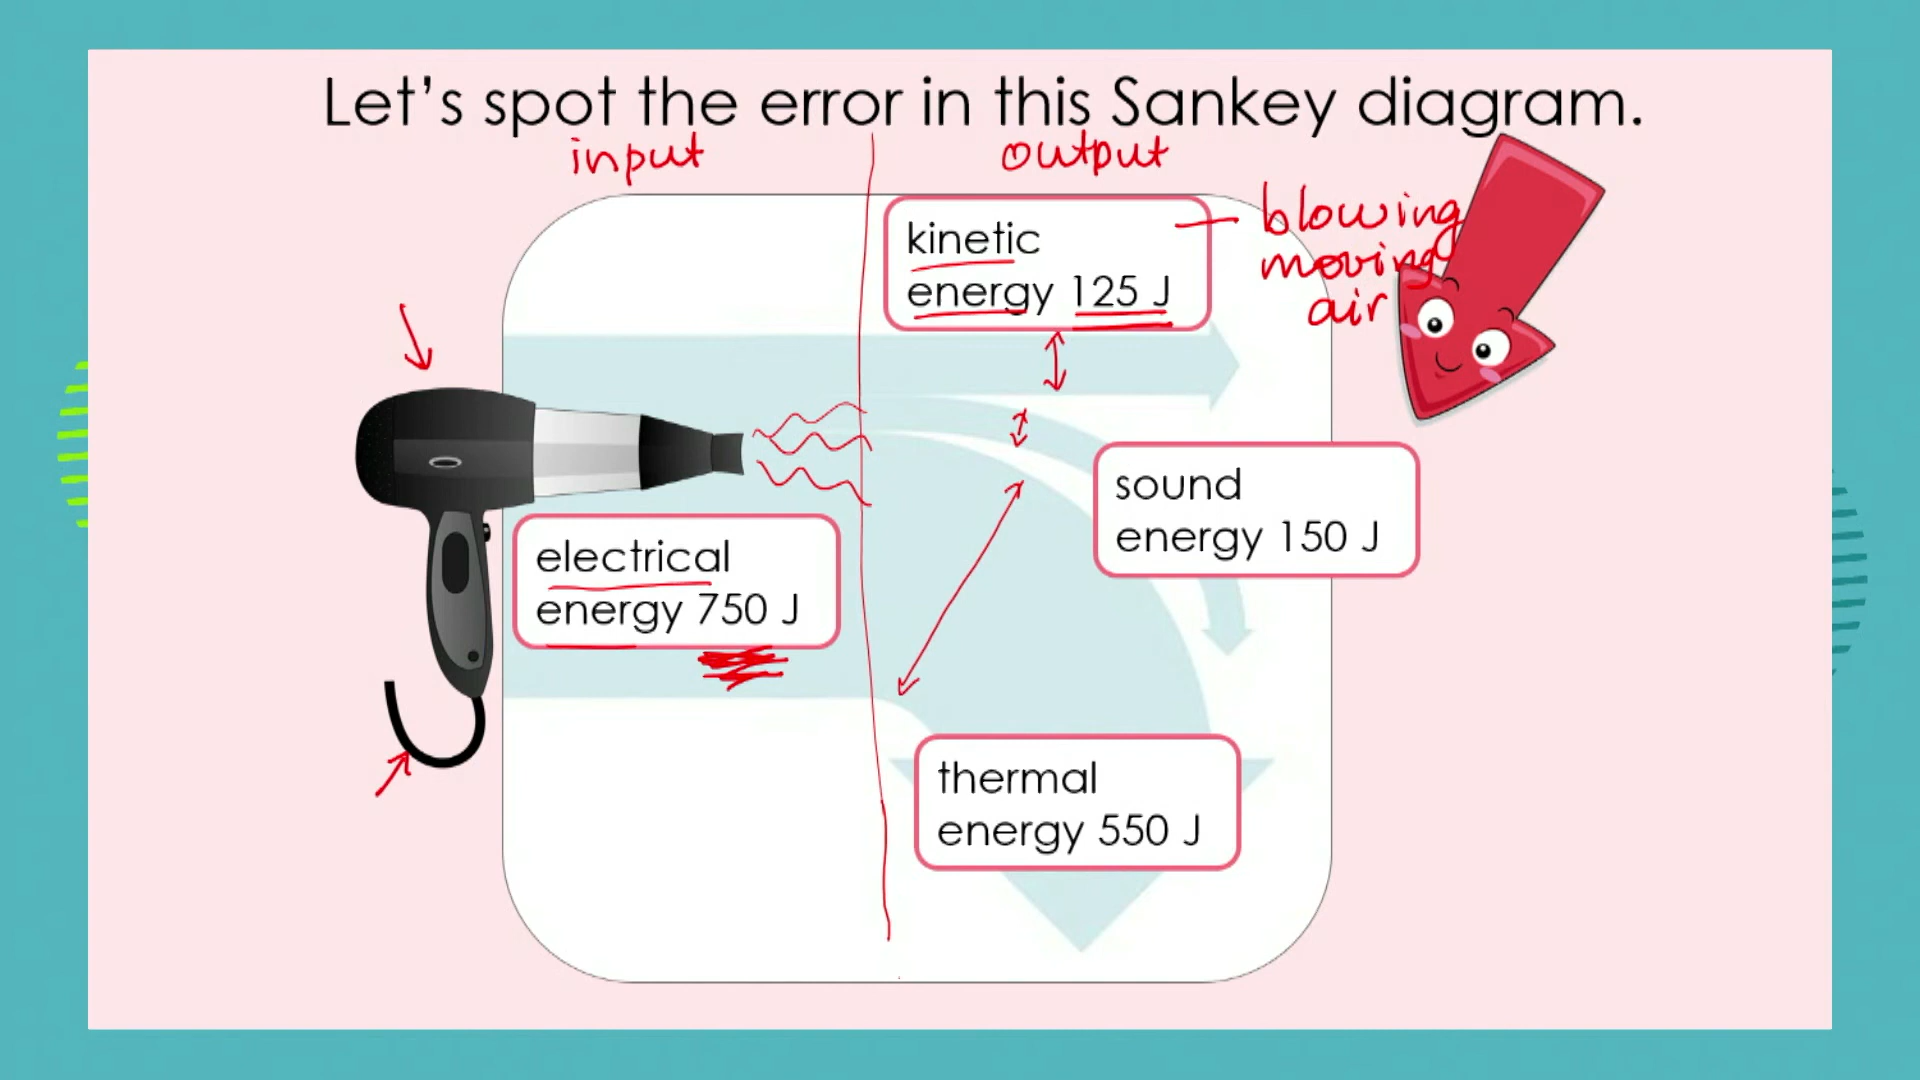 Let's spot the error in this Sankey diagram.
input
output
kinetic
energy 125 J
blowing
moving
air
sound
energy 150 J
electrical
energy 750 J
thermal
energy 550 J